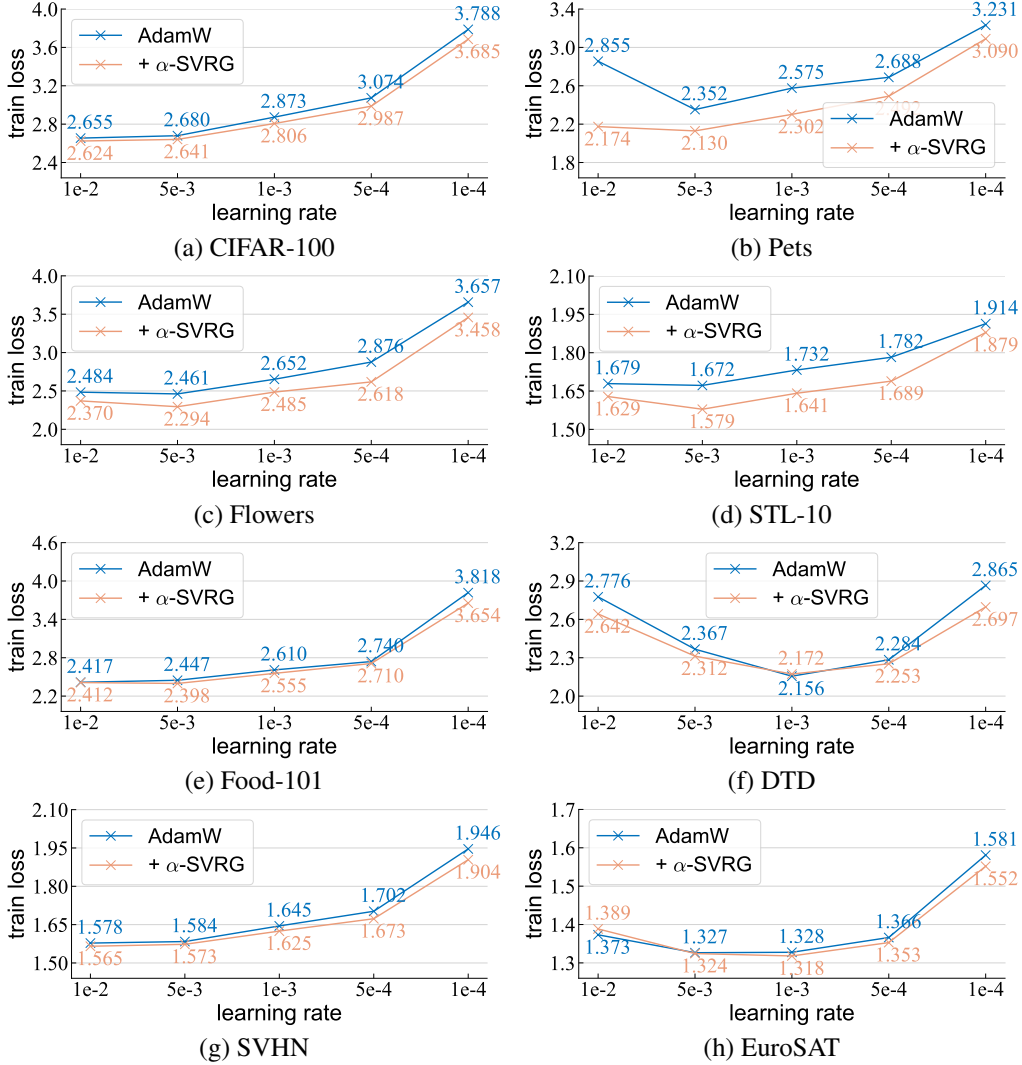 4.0
3.6
3.2
2.8
2.4
train loss
AdamW
+ α-SVRG
2.655
2.680
2.873
3.074
3.788
2.624
2.641
2.806
2.987
3.685
1e-2 5e-3 1e-3 5e-4 1e-4
learning rate
(a) CIFAR-100
3.4
3.0
2.6
2.2
1.8
train loss
2.855
2.352
2.575
2.688
3.231
2.174
2.130
2.302
3.090
AdamW
+ α-SVRG
1e-2 5e-3 1e-3 5e-4 1e-4
learning rate
(b) Pets
4.0
3.5
3.0
2.5
2.0
train loss
AdamW
+ α-SVRG
2.484
2.461
2.652
2.876
3.657
2.370
2.294
2.485
2.618
3.458
1e-2 5e-3 1e-3 5e-4 1e-4
learning rate
(c) Flowers
2.10
1.95
1.80
1.65
1.50
train loss
AdamW
+ α-SVRG
1.679
1.672
1.732
1.782
1.914
1.629
1.579
1.641
1.689
1.879
1e-2 5e-3 1e-3 5e-4 1e-4
learning rate
(d) STL-10
4.6
4.0
3.4
2.8
2.2
train loss
AdamW
+ α-SVRG
2.417
2.447
2.610
2.740
3.818
2.412
2.398
2.555
2.710
3.654
1e-2 5e-3 1e-3 5e-4 1e-4
learning rate
(e) Food-101
3.2
2.9
2.6
2.3
2.0
train loss
AdamW
+ α-SVRG
2.776
2.367
2.156
2.284
2.865
2.642
2.312
2.172
2.253
2.697
1e-2 5e-3 1e-3 5e-4 1e-4
learning rate
(f) DTD
2.10
1.95
1.80
1.65
1.50
train loss
AdamW
+ α-SVRG
1.578
1.584
1.645
1.702
1.946
1.565
1.573
1.625
1.673
1.904
1e-2 5e-3 1e-3 5e-4 1e-4
learning rate
(g) SVHN
1.7
1.6
1.5
1.4
1.3
train loss
AdamW
+ α-SVRG
1.373
1.327
1.328
1.366
1.581
1.389
1.324
1.318
1.353
1.552
1e-2 5e-3 1e-3 5e-4 1e-4
learning rate
(h) EuroSAT